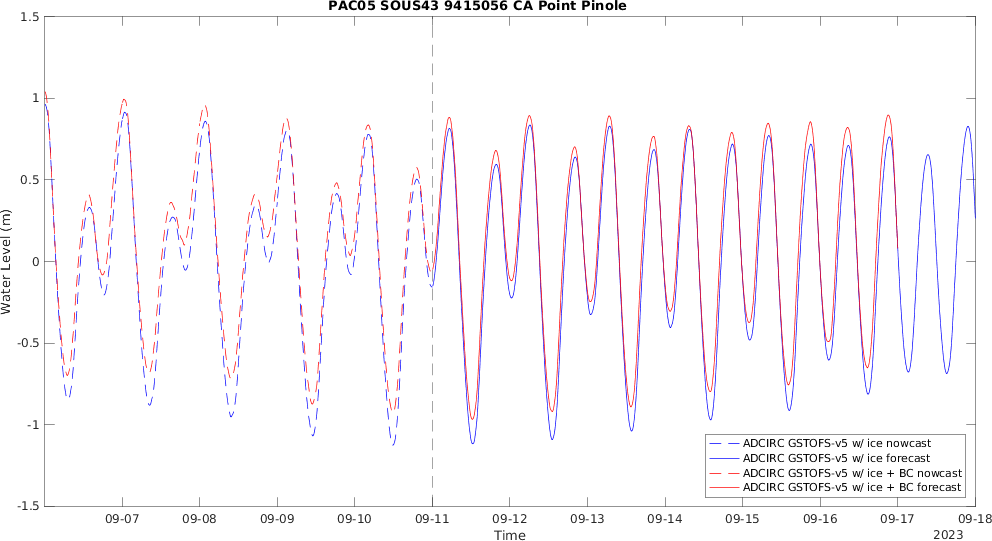 PAC05 SOUS43 9415056 CA Point Pinole
1.5
1
0.5
0
-0.5
-1
-1.5
Water Level (m)
ADCIRC GSTOFS-v5 w/ ice nowcast
ADCIRC GSTOFS-v5 w/ ice forecast
ADCIRC GSTOFS-v5 w/ ice + BC nowcast
ADCIRC GSTOFS-v5 w/ ice + BC forecast
09-07 09-08 09-09 09-10 09-11 09-12 09-13 09-14 09-15 09-16 09-17 09-18
Time 2023